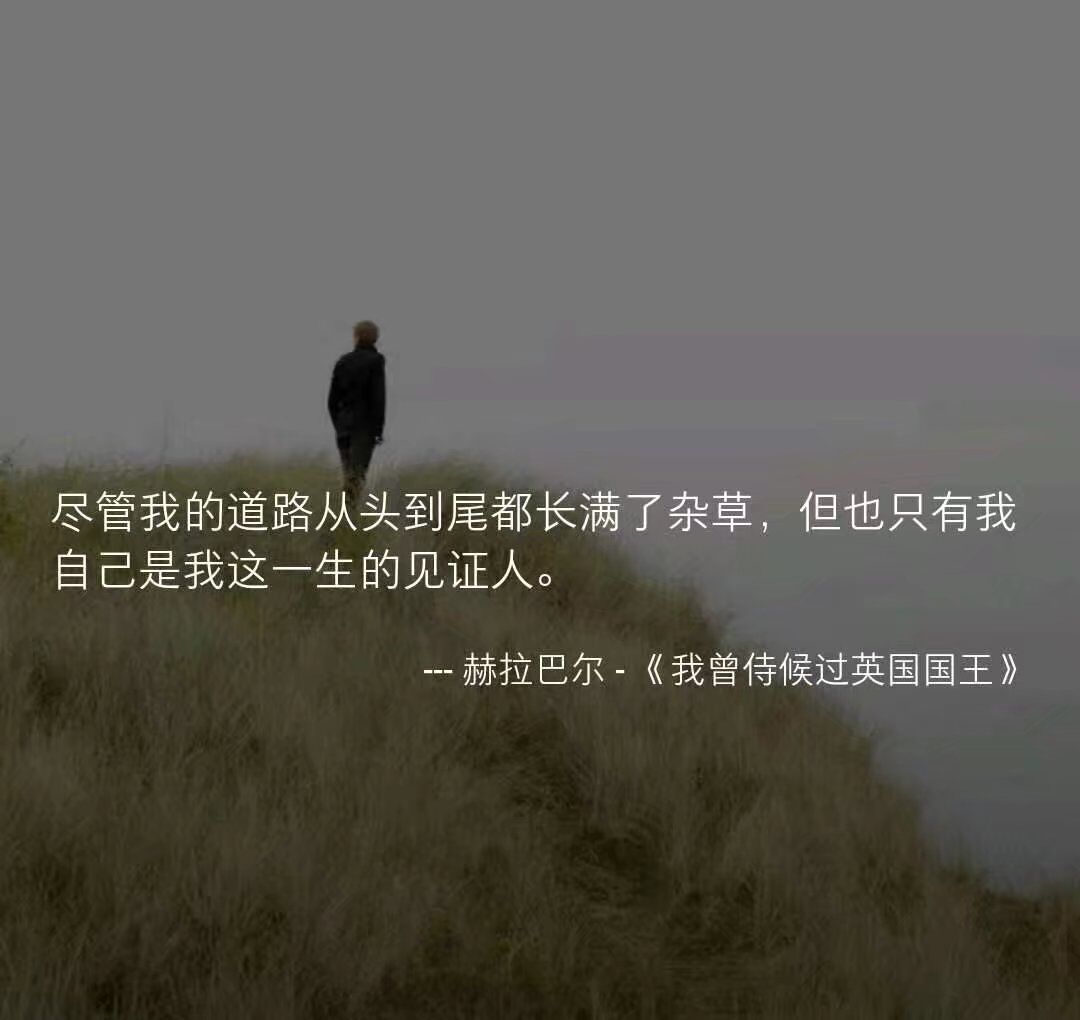 尽管我的道路从头到尾都长满了杂草，但也只有我
自己是我这一生的见证人。
--- 赫拉巴尔 - 《我曾侍候过英国国王》